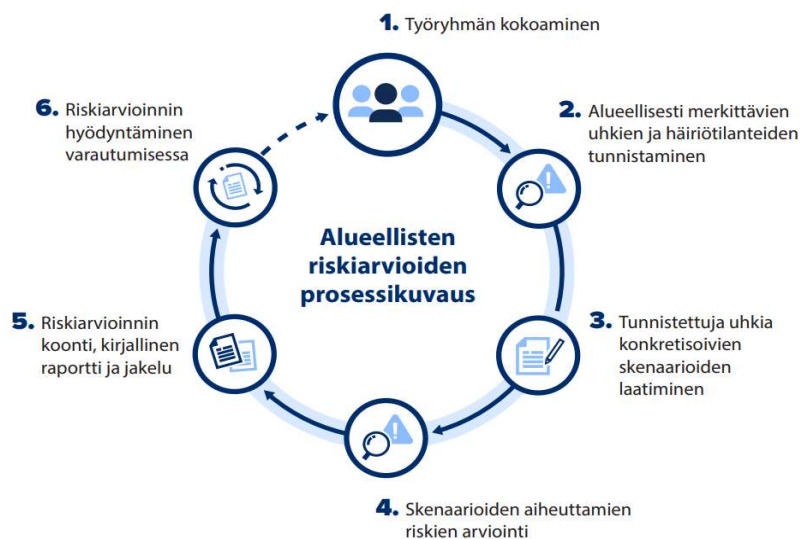 1. Työryhmän kokoaminen
2. Alueellisesti merkittävien
uhkien ja häiriötilanteiden
tunnistaminen
3. Tunnistettuja uhkia
konkretisoivien
skenaarioiden
laatiminen
4. Skenaarioiden aiheuttamien
riskien arviointi
5. Riskiarvioinnin
koonti, kirjallinen
raportti ja jakelu
6. Riskiarvioinnin
hyödyntäminen
varautumisessa
Alueellisten
riskiarvioiden
prosessikuvaus